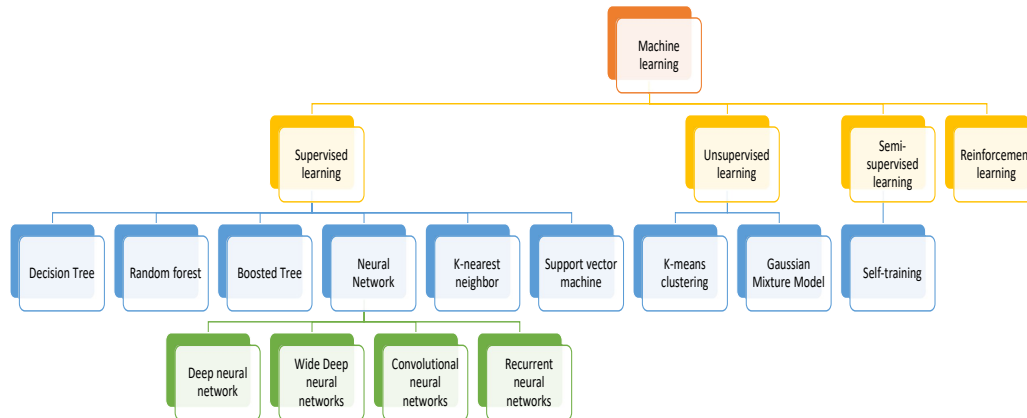 Machine
learning
Supervised
learning
Unsupervised
learning
Semi-
supervised
learning
Reinforcement
learning
Decision Tree
Random forest
Boosted Tree
Neural
Network
K-nearest
neighbor
Support vector
machine
K-means
clustering
Gaussian
Mixture Model
Self-training
Deep neural
network
Wide Deep
neural
networks
Convolutional
neural
networks
Recurrent
neural
networks